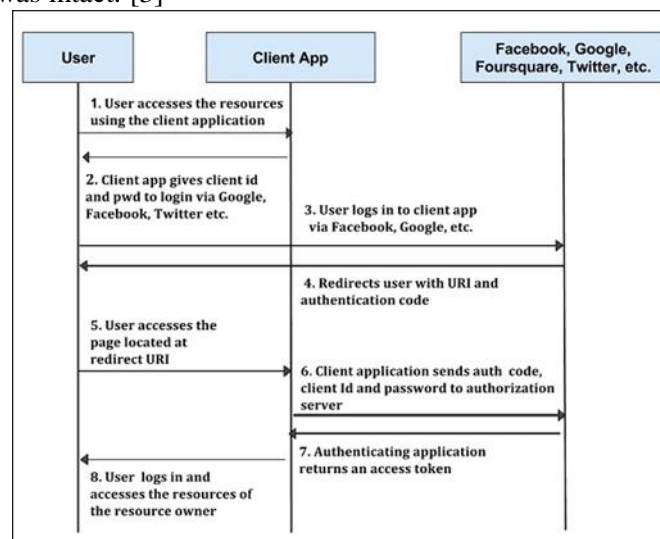 was intact. [5]
User
Client App
Facebook, Google,
Foursquare, Twitter, etc.
1. User accesses the resources
using the client application
2. Client app gives client id
and pwd to login via Google,
Facebook, Twitter etc.
3. User logs in to client app
via Facebook, Google, etc.
4. Redirects user with URI and
authentication code
5. User accesses the
page located at
redirect URI
6. Client application sends auth code,
client Id and password to authorization
server
7. Authenticating application
returns an access token
8. User logs in and
accesses the resources of
the resource owner